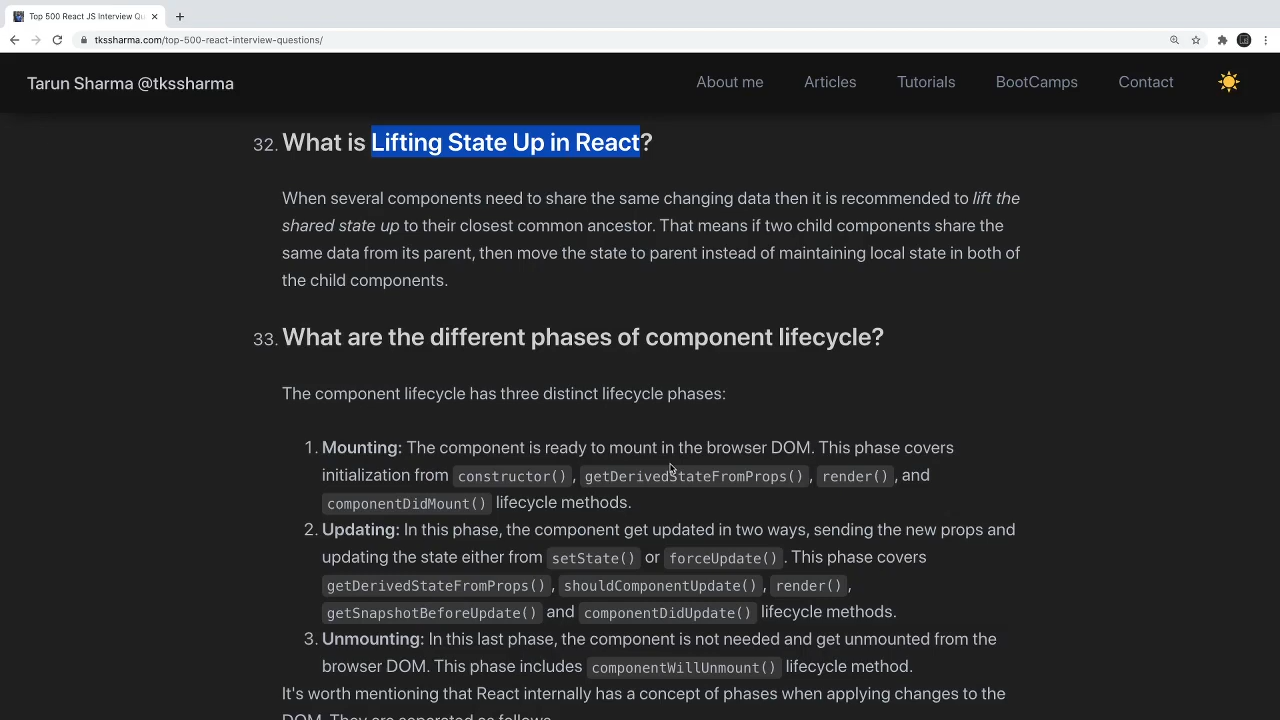 Top 500 React JS Interview Qu
tkssharma.com/top-500-react-interview-questions/
Tarun Sharma @tkssharma
About me
Articles
Tutorials
BootCamps
Contact
32. What is Lifting State Up in React?
When several components need to share the same changing data then it is recommended to lift the
shared state up to their closest common ancestor. That means if two child components share the
same data from its parent, then move the state to parent instead of maintaining local state in both of
the child components.
33. What are the different phases of component lifecycle?
The component lifecycle has three distinct lifecycle phases:
1. Mounting: The component is ready to mount in the browser DOM. This phase covers
initialization from constructor(), getDerivedStateFromProps(), render(), and
componentDidMount() lifecycle methods.
2. Updating: In this phase, the component get updated in two ways, sending the new props and
updating the state either from setState() or forceUpdate(). This phase covers
getDerivedStateFromProps(), shouldComponentUpdate(), render(),
getSnapshotBeforeUpdate() and componentDidUpdate() lifecycle methods.
3. Unmounting: In this last phase, the component is not needed and get unmounted from the
browser DOM. This phase includes componentWillUnmount() lifecycle method.
It's worth mentioning that React internally has a concept of phases when applying changes to the
DOM. They are separated as follows